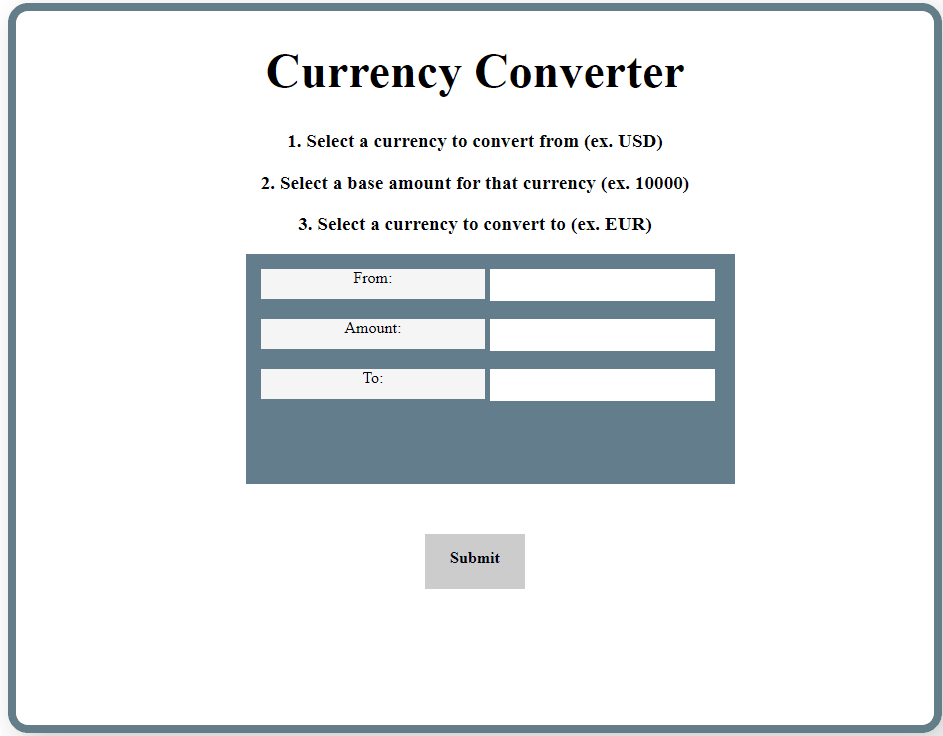 Currency Converter
1. Select a currency to convert from (ex. USD)
2. Select a base amount for that currency (ex. 10000)
3. Select a currency to convert to (ex. EUR)
From:
Amount:
To:
Submit